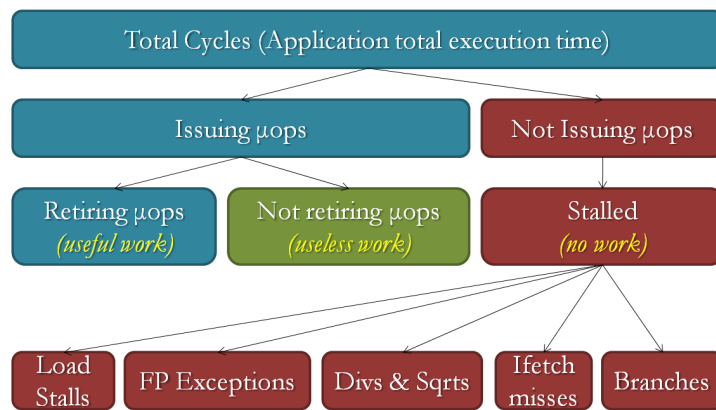 Total Cycles (Application total execution time)
Issuing μops
Not Issuing μops
Retiring μops
(useful work)
Not retiring μops
(useless work)
Stalled
(no work)
Load
Stalls
FP Exceptions
Divs & Sqrts
Ifetch
misses
Branches